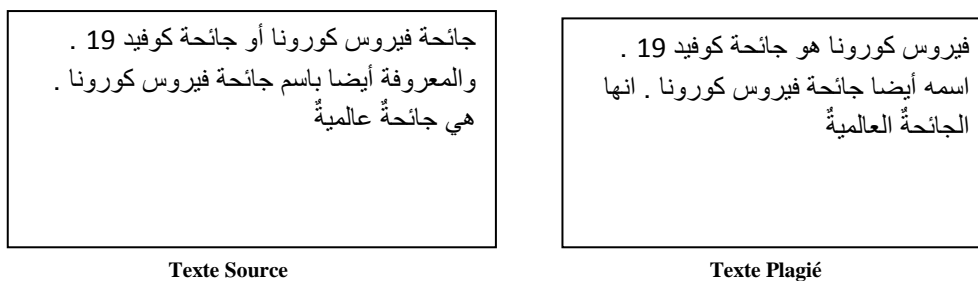 جائحة فيروس كورونا أو جائحة كوفيد 19 .
والمعروفة أيضا باسم جائحة فيروس كورونا .
هي جائحةٌ عالميةٌ
Texte Source
فيروس كورونا هو جائحة كوفيد 19 .
اسمه أيضا جائحة فيروس كورونا . انها
الجائحةٌ العالميةٌ
Texte Plagié